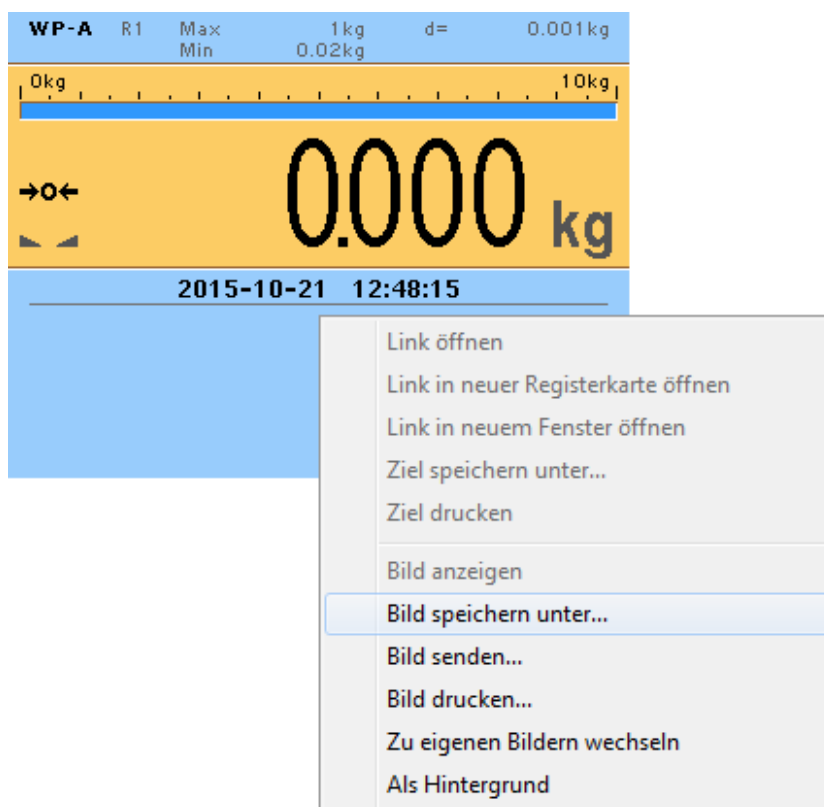 WP-A R1 Max 1kg d= 0.001kg
Min 0.02kg
0kg 10kg
→0←
0.000 kg
2015-10-21 12:48:15
Link öffnen
Link in neuer Registerkarte öffnen
Link in neuem Fenster öffnen
Ziel speichern unter...
Ziel drucken
Bild anzeigen
Bild speichern unter...
Bild senden...
Bild drucken...
Zu eigenen Bildern wechseln
Als Hintergrund